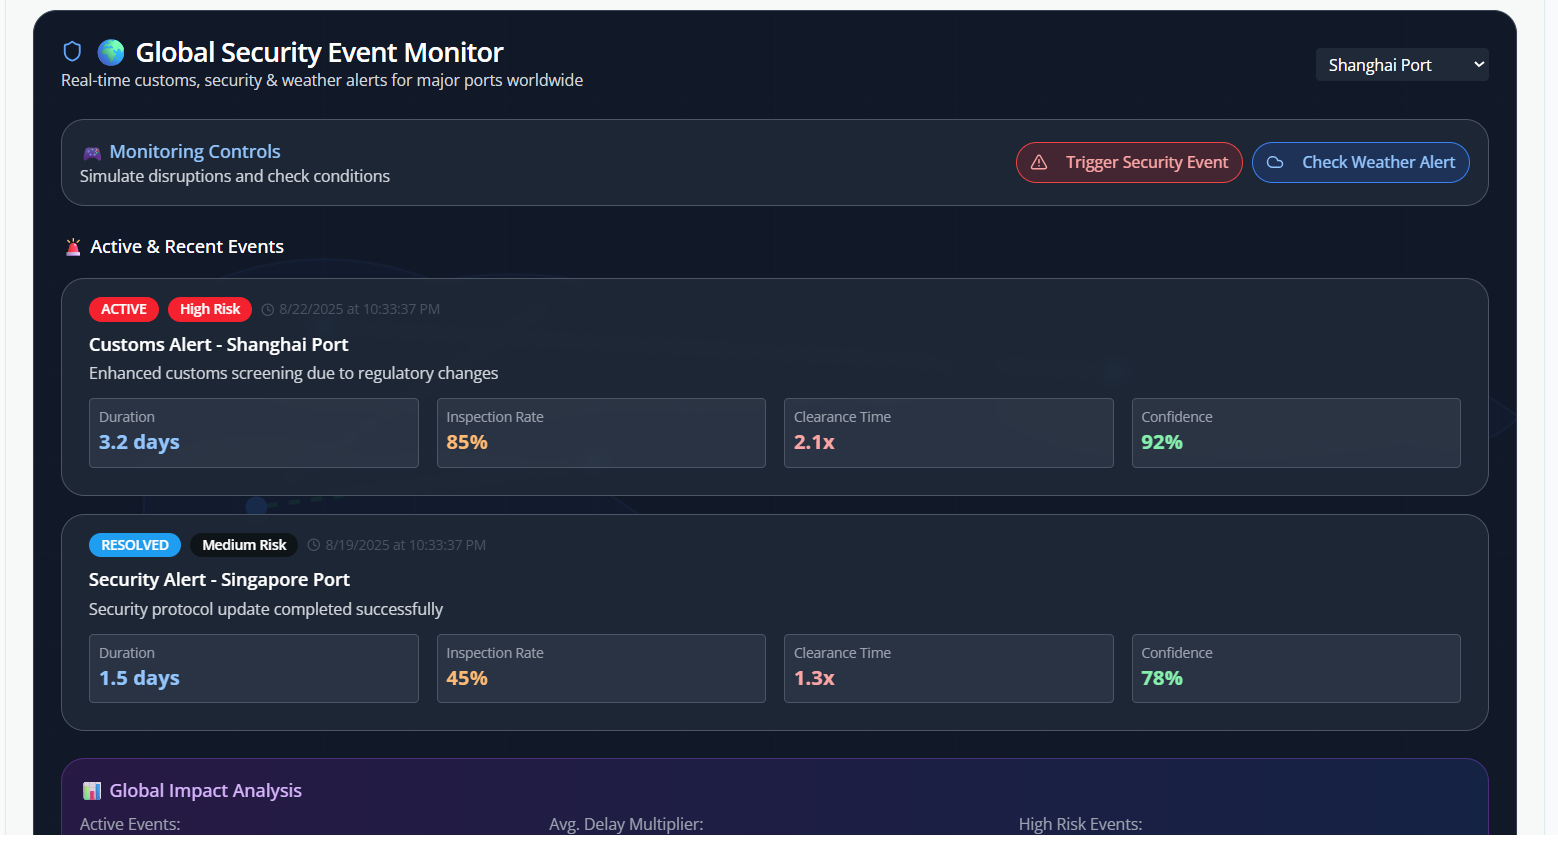 Global Security Event Monitor
Real-time customs, security & weather alerts for major ports worldwide
Shanghai Port
Monitoring Controls
Simulate disruptions and check conditions
Trigger Security Event
Check Weather Alert
Active & Recent Events
ACTIVE High Risk 8/22/2025 at 10:33:37 PM
Customs Alert - Shanghai Port
Enhanced customs screening due to regulatory changes
Duration
3.2 days
Inspection Rate
85%
Clearance Time
2.1x
Confidence
92%
RESOLVED Medium Risk 8/19/2025 at 10:33:37 PM
Security Alert - Singapore Port
Security protocol update completed successfully
Duration
1.5 days
Inspection Rate
45%
Clearance Time
1.3x
Confidence
78%
Global Impact Analysis
Active Events:
Avg. Delay Multiplier:
High Risk Events: